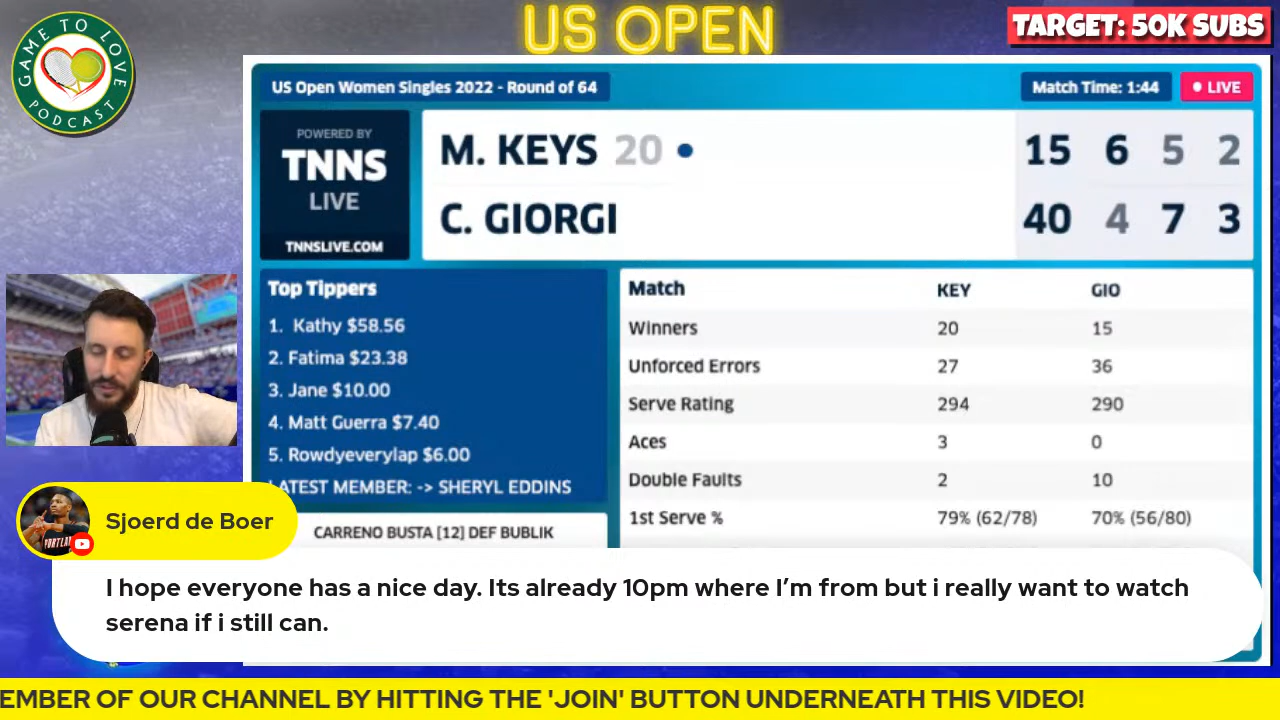 GAME TO LOVE
PODCAST
US OPEN
TARGET: 50K SUBS
US Open Women Singles 2022 - Round of 64
Match Time: 1:44
LIVE
POWERED BY
TNNS
LIVE
TNNSLIVE.COM
M. KEYS 20 15 6 5 2
C. GIORGI 40 4 7 3
Top Tippers
1. Kathy $58.56
2. Fatima $23.38
3. Jane $10.00
4. Matt Guerra $7.40
5. Rowdyeverylap $6.00
LATEST MEMBER: -> SHERYL EDDINS
CARRENO BUSTA [12] DEF BUBLIK
Match KEY GIO
Winners 20 15
Unforced Errors 27 36
Serve Rating 294 290
Aces 3 0
Double Faults 2 10
1st Serve % 79% (62/78) 70% (56/80)
Sjoerd de Boer
I hope everyone has a nice day. Its already 10pm where I’m from but i really want to watch
serena if i still can.
EMBER OF OUR CHANNEL BY HITTING THE 'JOIN' BUTTON UNDERNEATH THIS VIDEO!